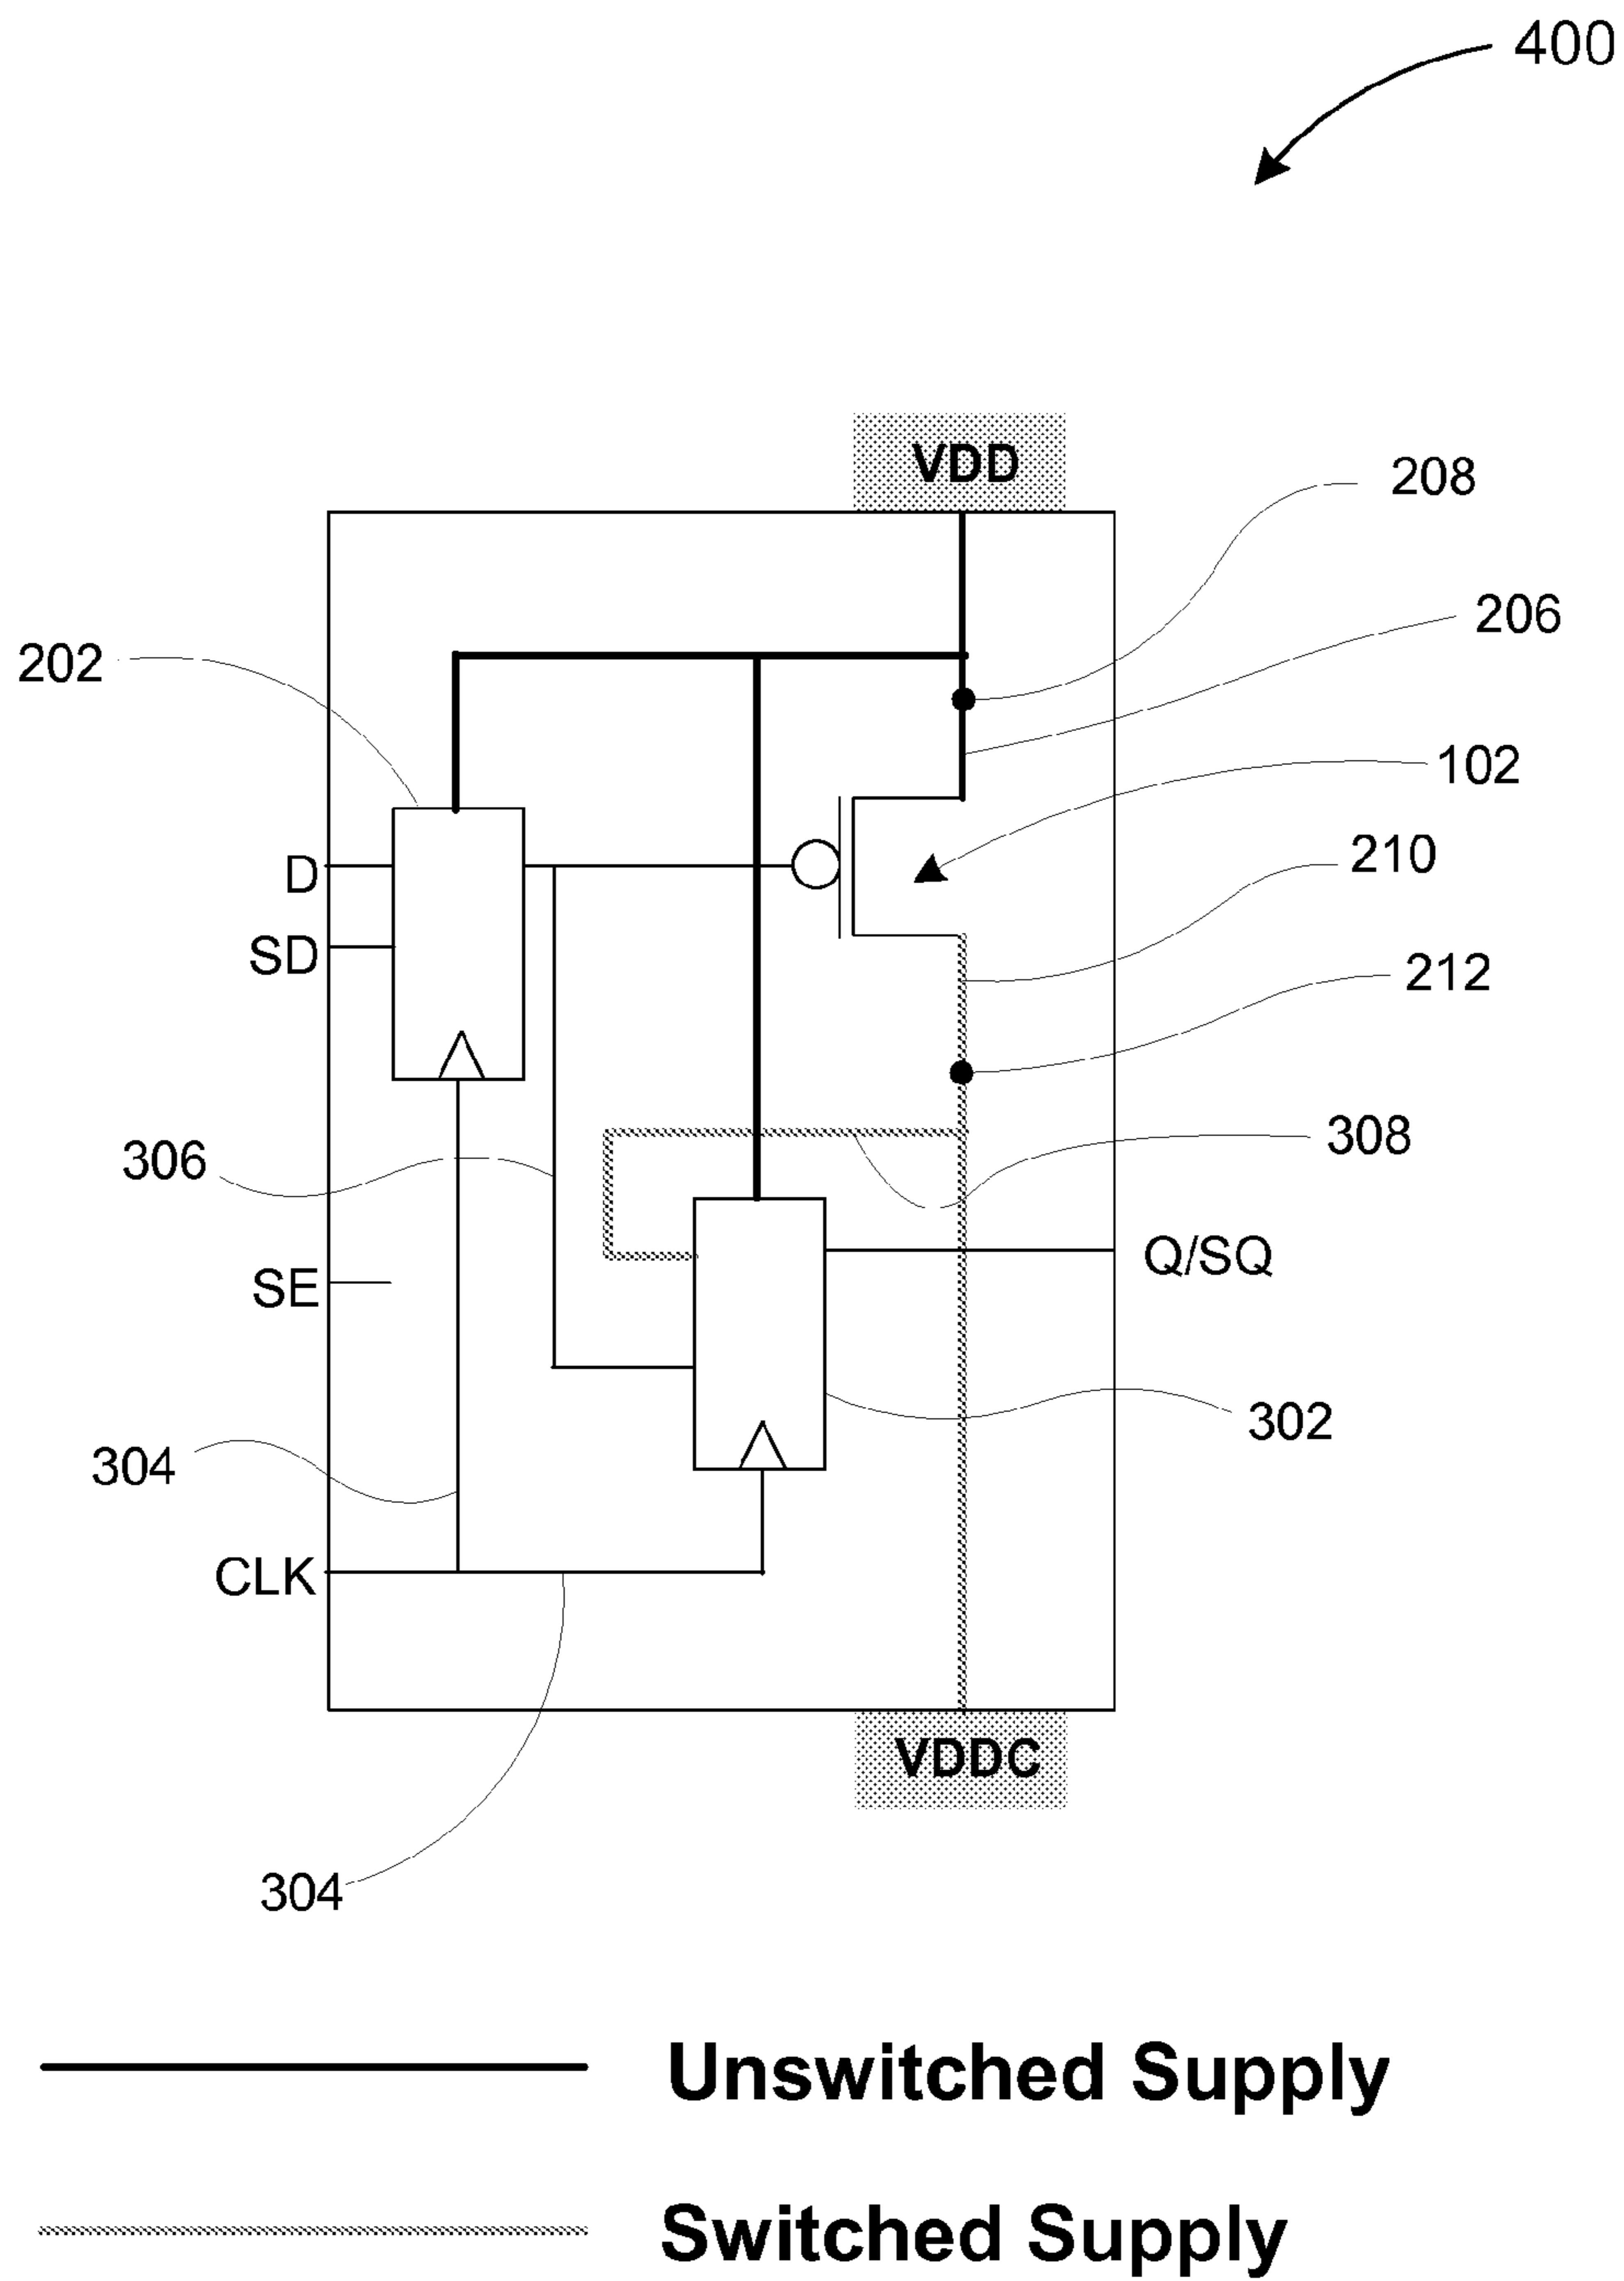 400
VDD
208
206
202
102
D
210
SD
212
306
308
SE
Q/SQ
302
304
CLK
VDDC
304
Unswitched Supply
Switched Supply